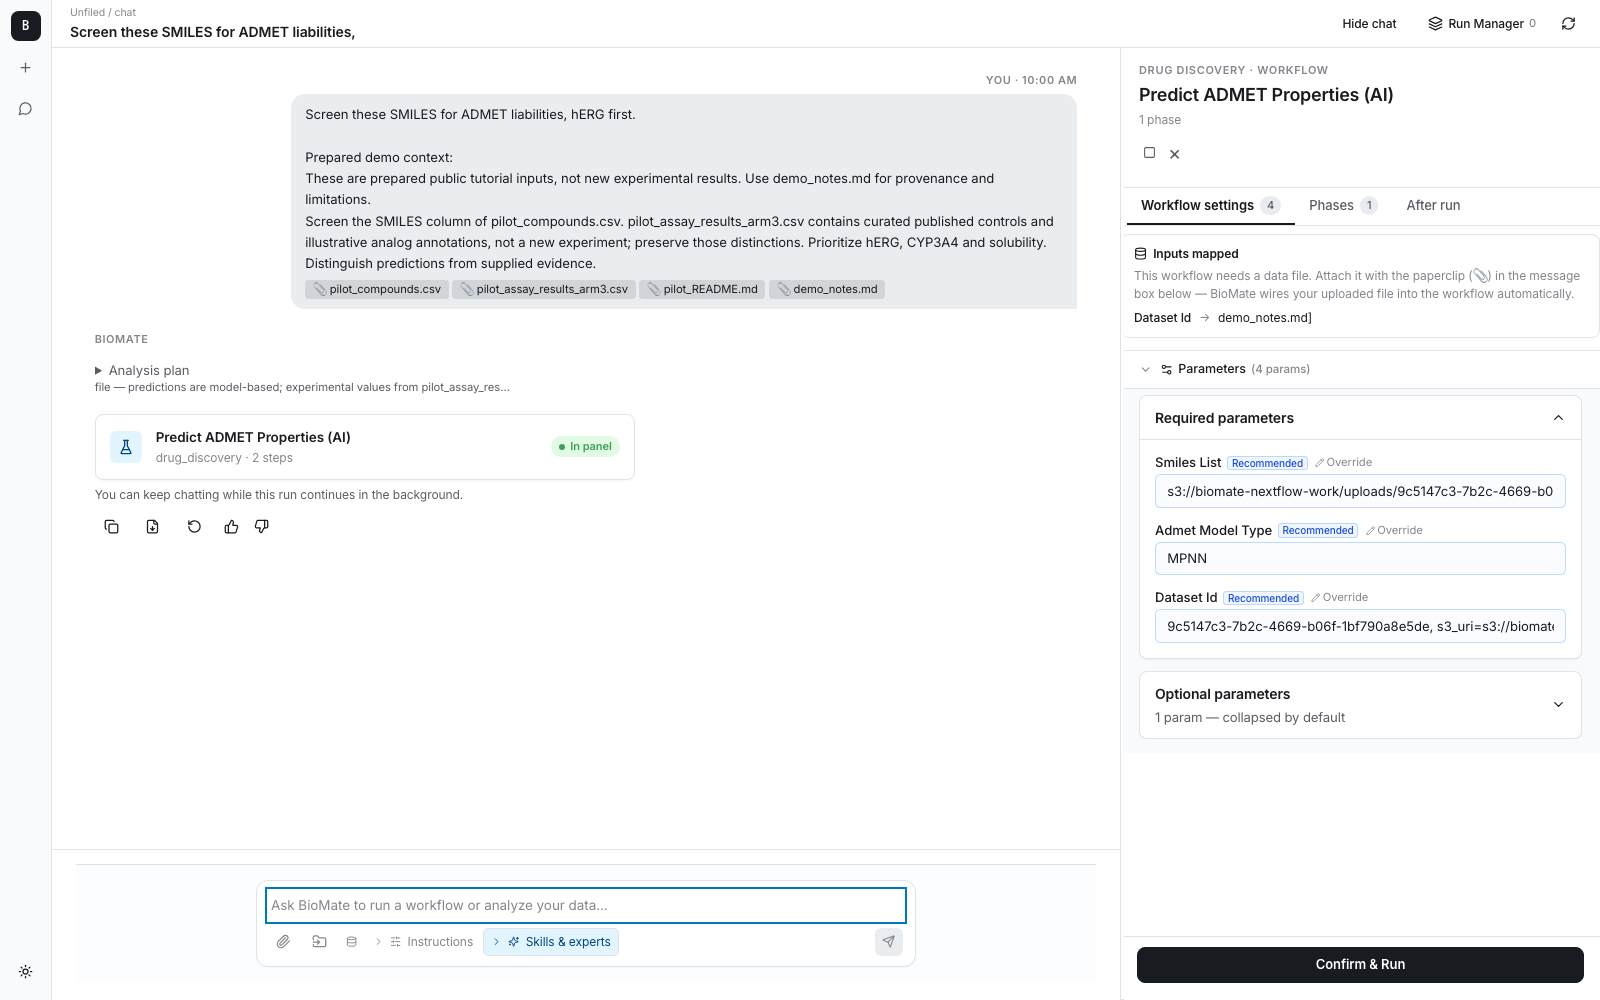 B
Unfiled / chat
Screen these SMILES for ADMET liabilities,
Hide chat
Run Manager 0
YOU · 10:00 AM
Screen these SMILES for ADMET liabilities, hERG first.
Prepared demo context:
These are prepared public tutorial inputs, not new experimental results. Use demo_notes.md for provenance and
limitations.
Screen the SMILES column of pilot_compounds.csv. pilot_assay_results_arm3.csv contains curated published controls and
illustrative analog annotations, not a new experiment; preserve those distinctions. Prioritize hERG, CYP3A4 and solubility.
Distinguish predictions from supplied evidence.
pilot_compounds.csv pilot_assay_results_arm3.csv pilot_README.md demo_notes.md
BIOMATE
Analysis plan
file — predictions are model-based; experimental values from pilot_assay_res...
Predict ADMET Properties (AI)
drug_discovery · 2 steps
In panel
You can keep chatting while this run continues in the background.
Ask BioMate to run a workflow or analyze your data...
Instructions
Skills & experts
DRUG DISCOVERY · WORKFLOW
Predict ADMET Properties (AI)
1 phase
Workflow settings 4
Phases 1
After run
Inputs mapped
This workflow needs a data file. Attach it with the paperclip (📎) in the message
box below — BioMate wires your uploaded file into the workflow automatically.
Dataset Id → demo_notes.md]
Parameters (4 params)
Required parameters
Smiles List Recommended Override
s3://biomate-nextflow-work/uploads/9c5147c3-7b2c-4669-b0
Admet Model Type Recommended Override
MPNN
Dataset Id Recommended Override
9c5147c3-7b2c-4669-b06f-1bf790a8e5de, s3_uri=s3://biomate
Optional parameters
1 param — collapsed by default
Confirm & Run